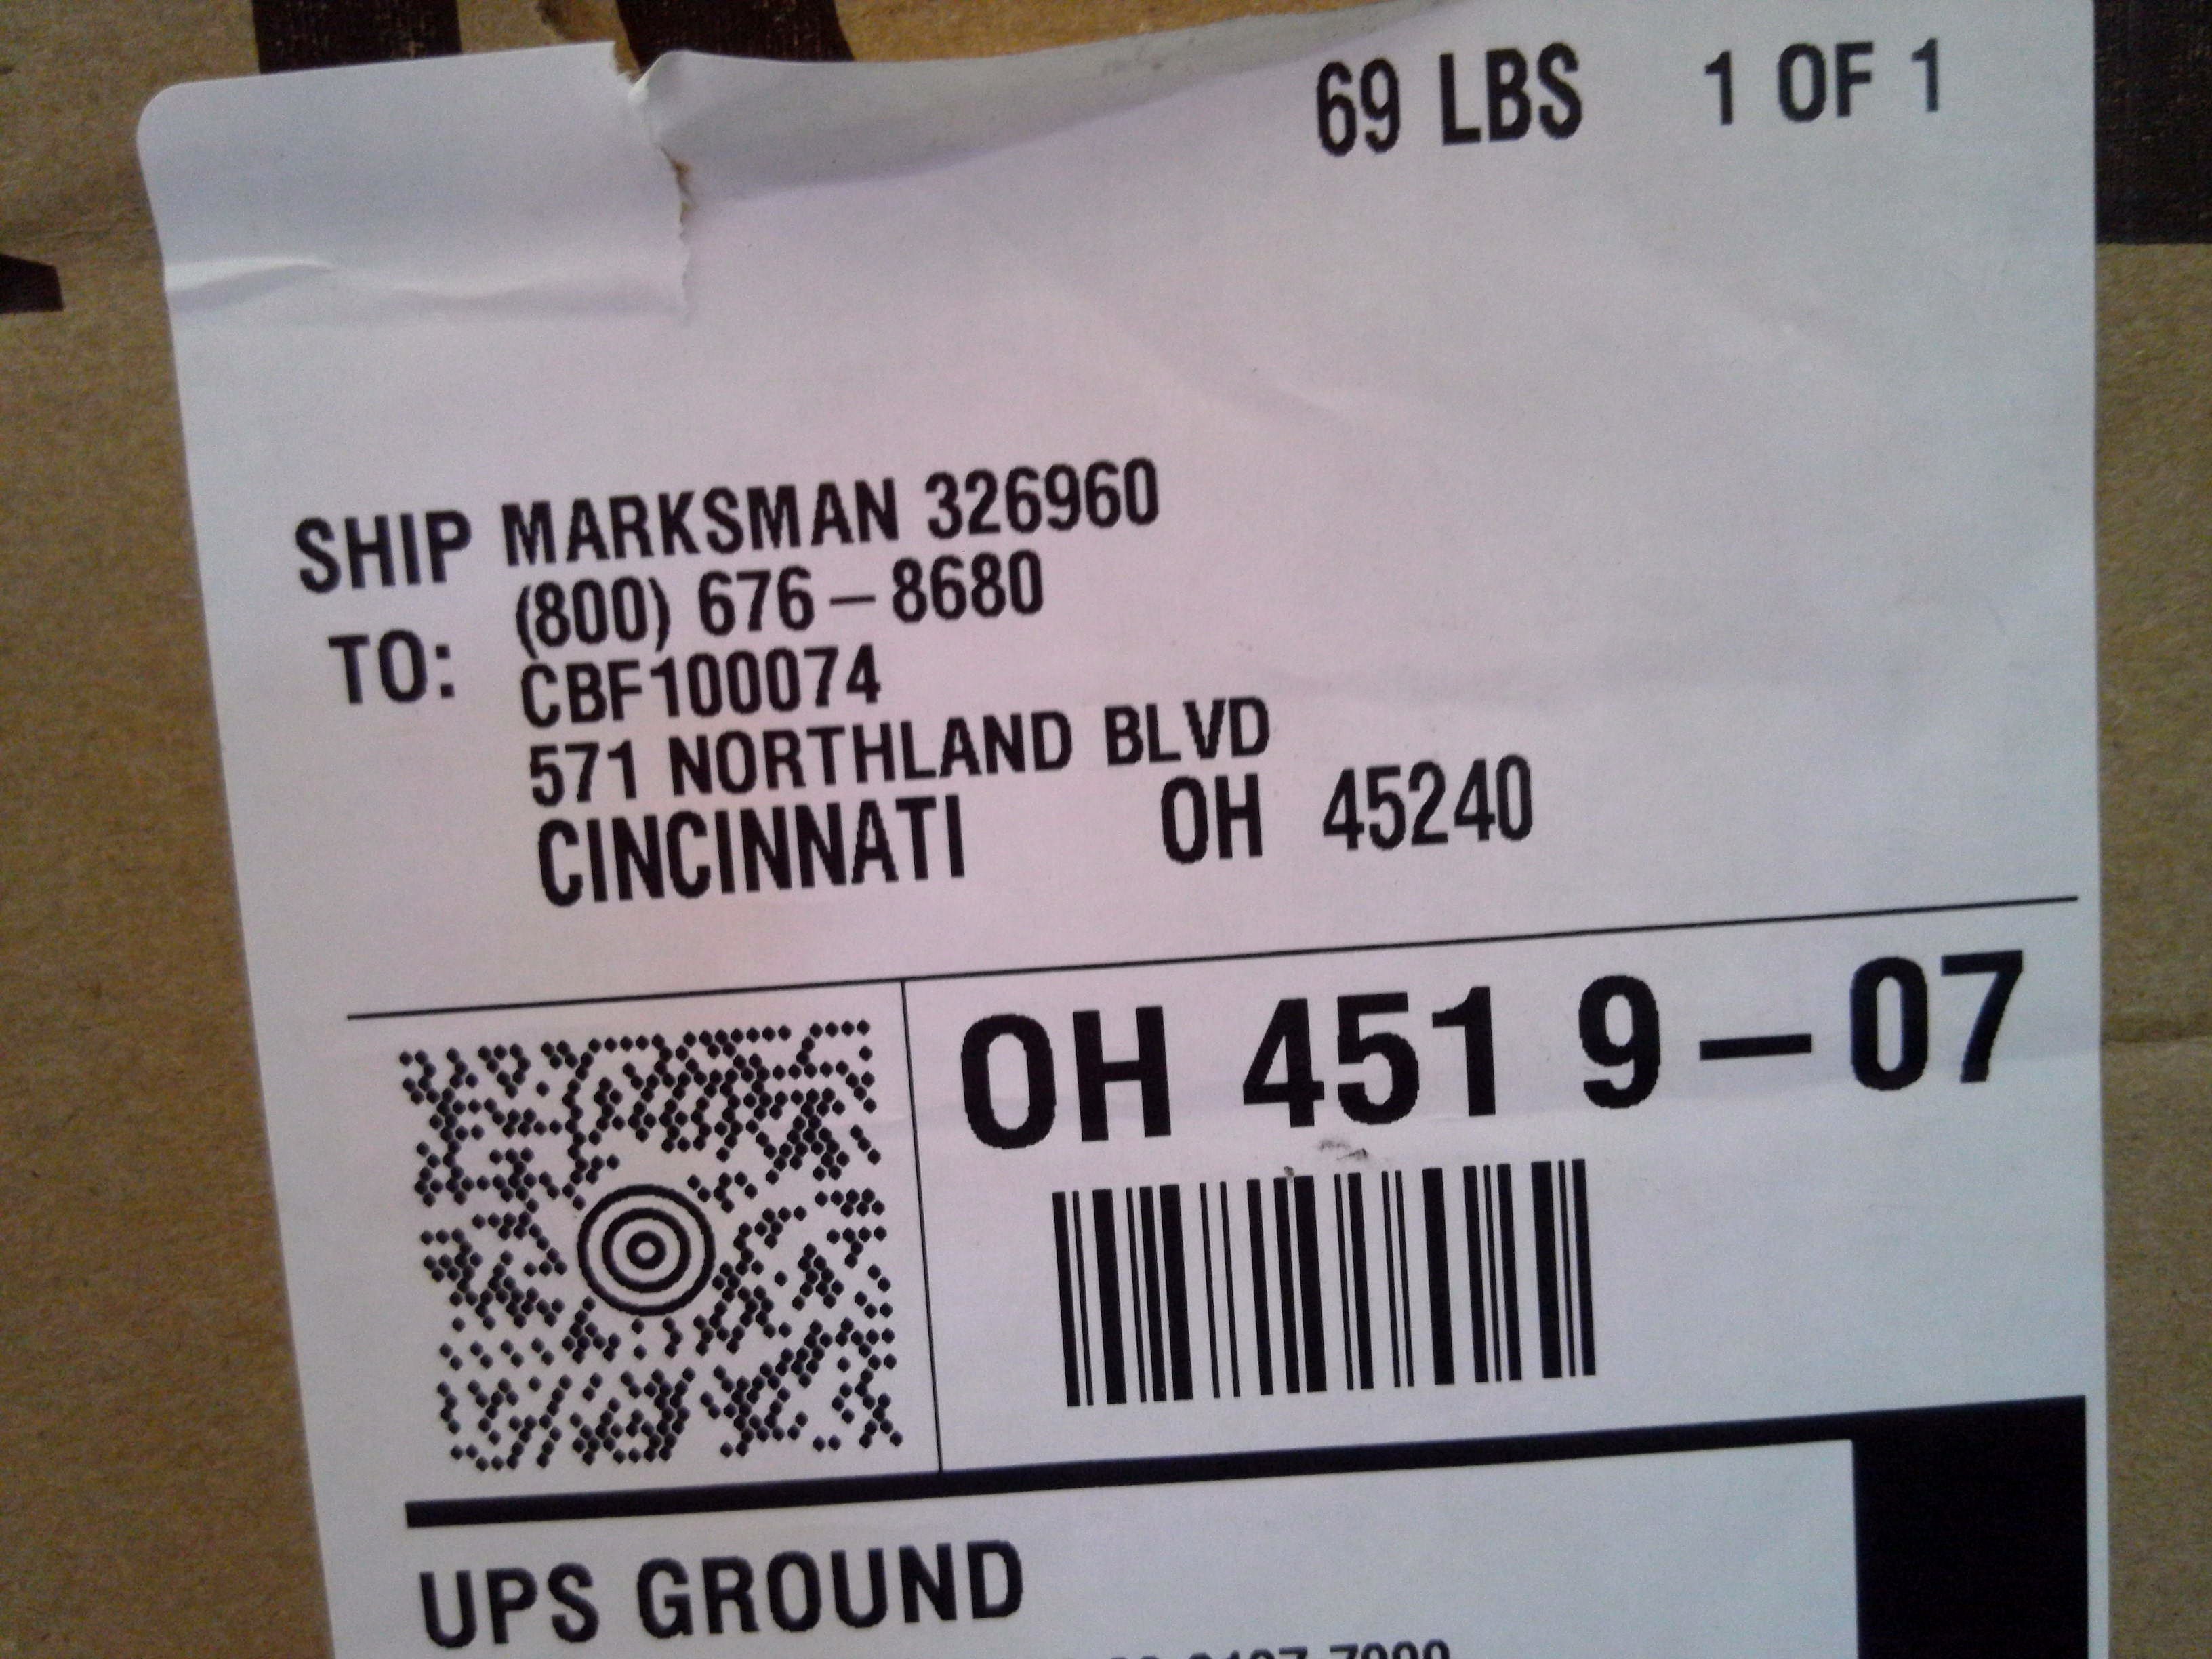 69 LBS 1 OF 1
SHIP MARKSMAN 326960
(800) 676-8680
TO: CBF100074
571 NORTHLAND BLVD
CINCINNATI OH 45240
OH 451 9-07
UPS GROUND